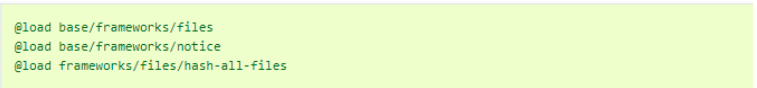 @load base/frameworks/files
@load base/frameworks/notice
@load frameworks/files/hash-all-files